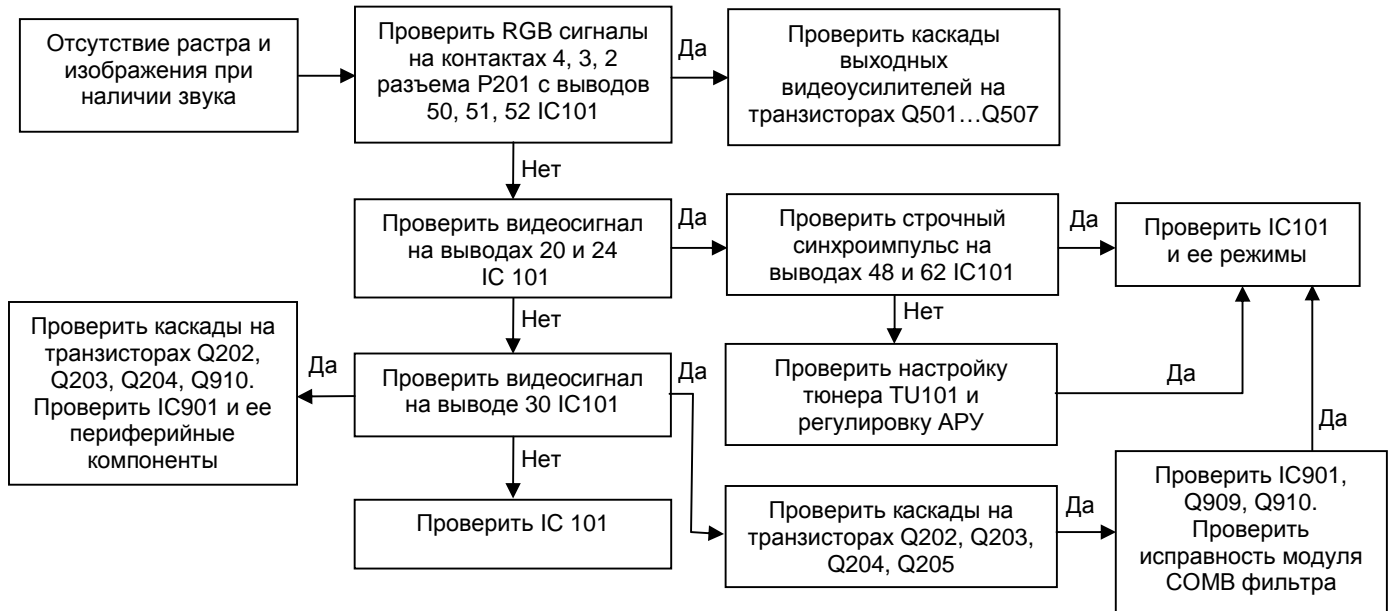 Отсутствие растра и
изображения при
наличии звука
Проверить RGB сигналы
на контактах 4, 3, 2
разъема P201 с выводов
50, 51, 52 IC101
Да
Проверить каскады
выходных
видеоусилителей на
транзисторах Q501…Q507
Нет
Проверить видеосигнал
на выводах 20 и 24
IC 101
Да
Проверить строчный
синхроимпульс на
выводах 48 и 62 IC101
Да
Проверить IC101
и ее режимы
Нет
Нет
Проверить каскады на
транзисторах Q202,
Q203, Q204, Q910.
Проверить IC901 и ее
периферийные
компоненты
Да
Проверить видеосигнал
на выводе 30 IC101
Да
Проверить настройку
тюнера TU101 и
регулировку АРУ
Да
Да
Нет
Проверить IC 101
Проверить каскады на
транзисторах Q202, Q203,
Q204, Q205
Да
Проверить IC901,
Q909, Q910.
Проверить
исправность модуля
COMB фильтра